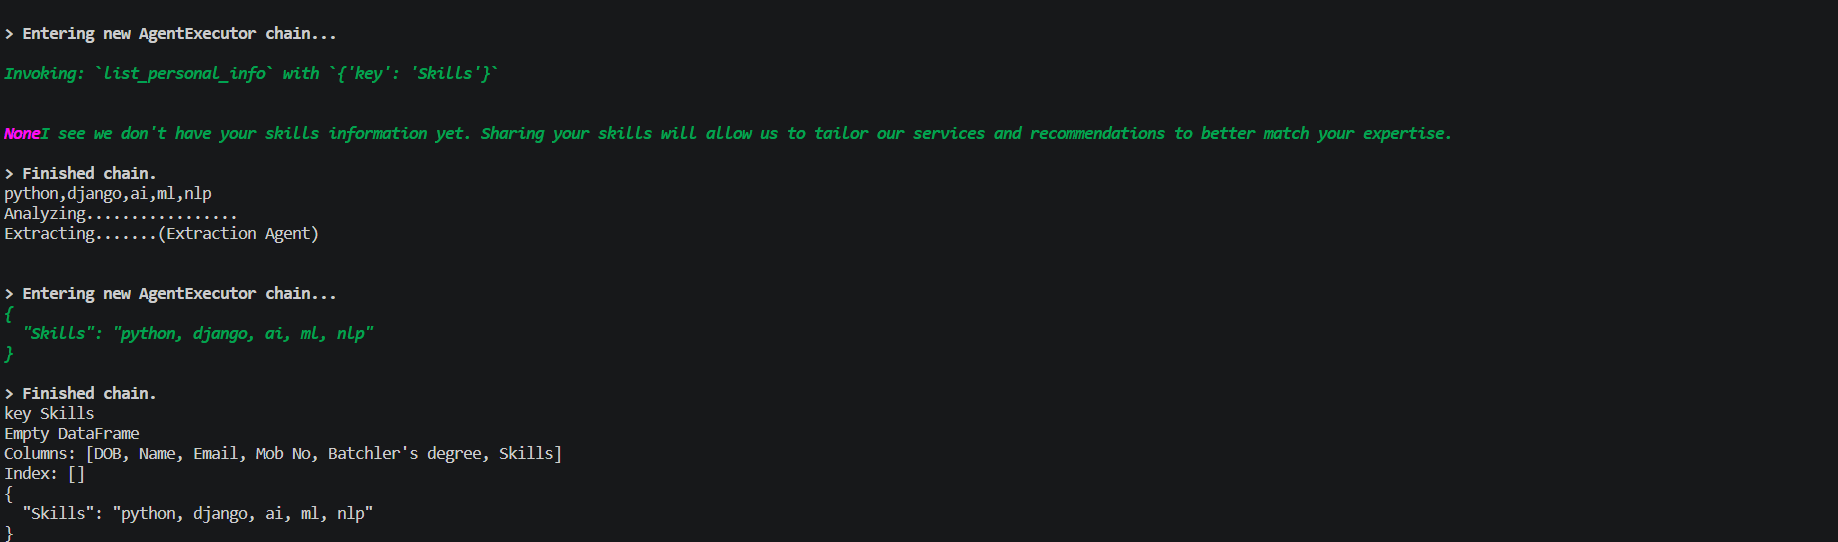 > Entering new AgentExecutor chain...
Invoking: `list_personal_info` with `{'key': 'Skills'}`
NoneI see we don't have your skills information yet. Sharing your skills will allow us to tailor our services and recommendations to better match your expertise.
> Finished chain.
python,django,ai,ml,nlp
Analyzing.................
Extracting.......(Extraction Agent)
> Entering new AgentExecutor chain...
{
  "Skills": "python, django, ai, ml, nlp"
}
> Finished chain.
key Skills
Empty DataFrame
Columns: [DOB, Name, Email, Mob No, Batchler's degree, Skills]
Index: []
{
  "Skills": "python, django, ai, ml, nlp"
}